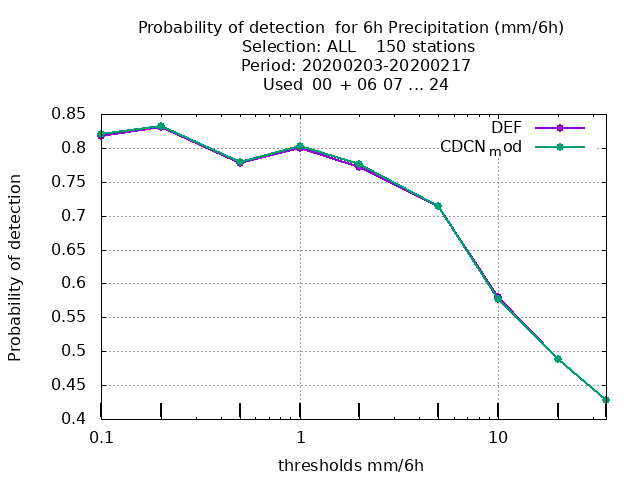 Probability of detection  for 6h Precipitation (mm/6h)
Selection: ALL    150 stations
Period: 20200203-20200217
Used  00  + 06 07 ... 24
DEF
CDCNmod
0.85
0.8
0.75
0.7
0.65
0.6
0.55
0.5
0.45
0.4
Probability of detection
0.1 1 10
thresholds mm/6h